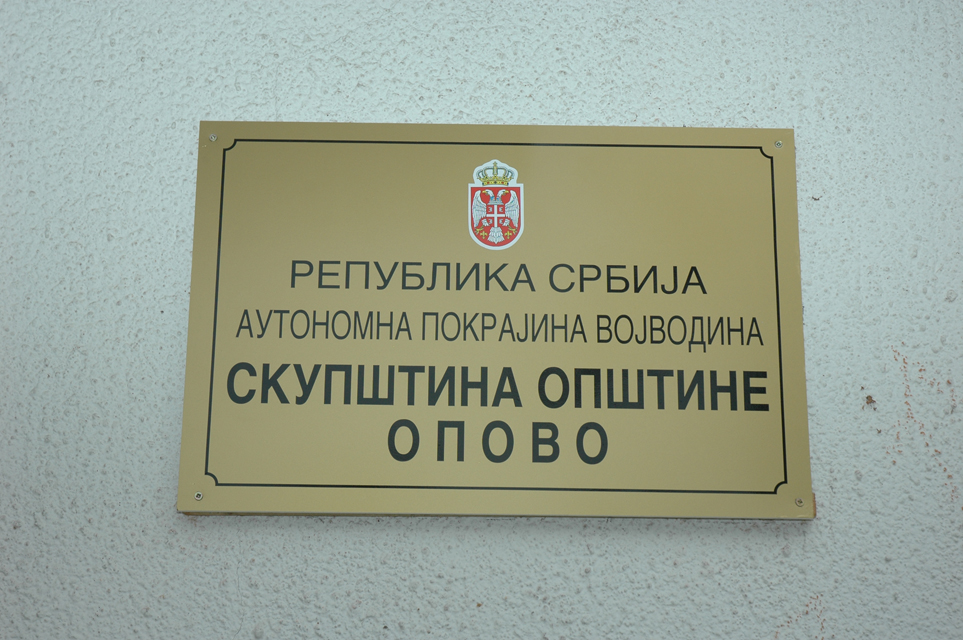 РЕПУБЛИКА СРБИЈА
АУТОНОМНА ПОКРАЈИНА ВОЈВОДИНА
СКУПШТИНА ОПШТИНЕ
ОПОВО